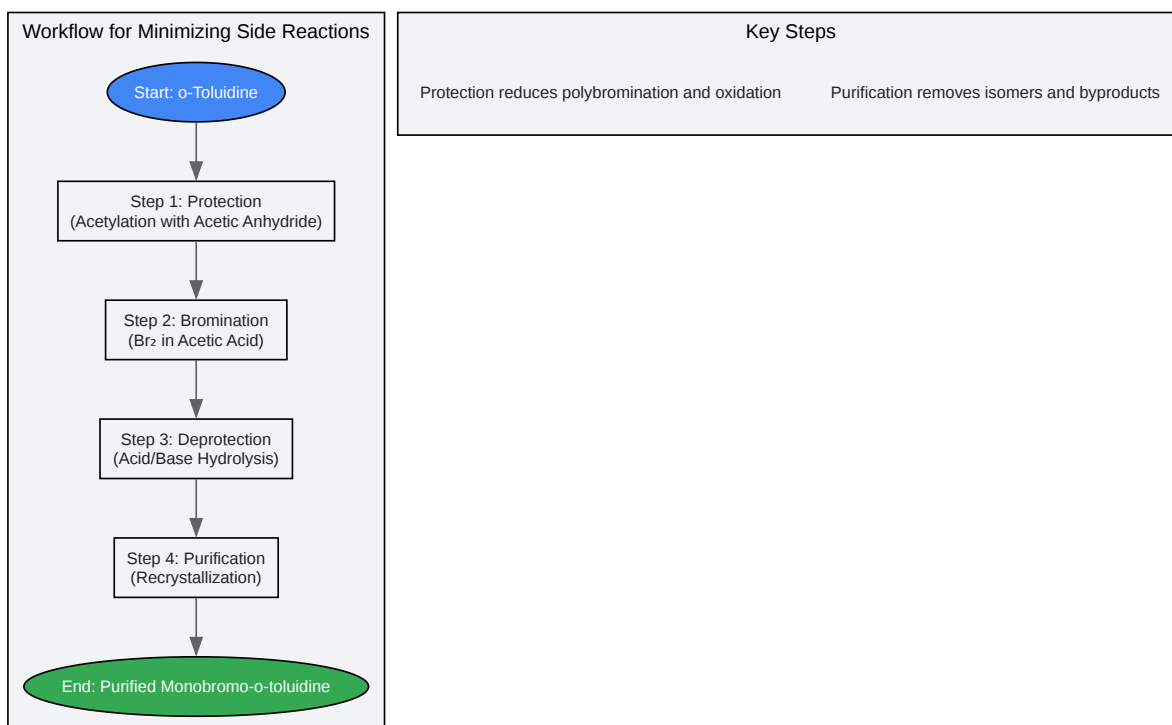 Workflow for Minimizing Side Reactions
Start: o-Toluidine
Step 1: Protection
(Acetylation with Acetic Anhydride)
Step 2: Bromination
(Br₂ in Acetic Acid)
Step 3: Deprotection
(Acid/Base Hydrolysis)
Step 4: Purification
(Recrystallization)
End: Purified Monobromo-o-toluidine
Key Steps
Protection reduces polybromination and oxidation
Purification removes isomers and byproducts